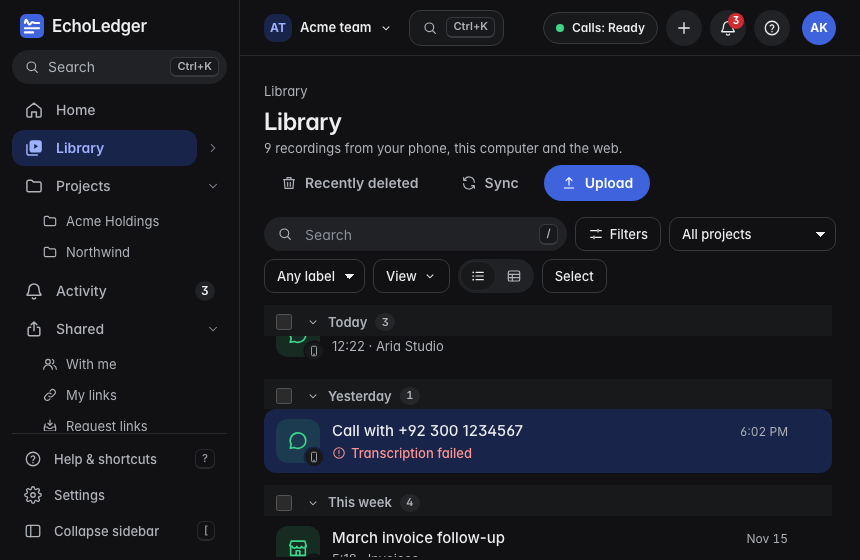 EchoLedger
Search Ctrl+K
Home
Library
Projects
Acme Holdings
Northwind
Activity 3
Shared
With me
My links
Request links
Help & shortcuts ?
Settings
Collapse sidebar [
AT Acme team Ctrl+K Calls: Ready 3 AK
Library
Library
9 recordings from your phone, this computer and the web.
Recently deleted Sync Upload
Search / Filters All projects
Any label View Select
Today 3
12:22 · Aria Studio
Yesterday 1
Call with +92 300 1234567 6:02 PM
Transcription failed
This week 4
March invoice follow-up Nov 15
5:18 · Invoices